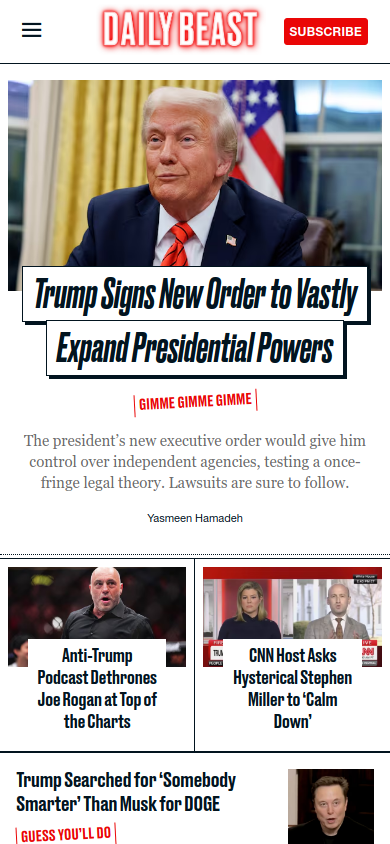 DAILY BEAST
SUBSCRIBE
Trump Signs New Order to Vastly
Expand Presidential Powers
GIMME GIMME GIMME
The president’s new executive order would give him
control over independent agencies, testing a once-
fringe legal theory. Lawsuits are sure to follow.
Yasmeen Hamadeh
Anti-Trump
Podcast Dethrones
Joe Rogan at Top of
the Charts
White House
CNN Host Asks
Hysterical Stephen
Miller to ‘Calm
Down’
Trump Searched for ‘Somebody
Smarter’ Than Musk for DOGE
GUESS YOU’LL DO